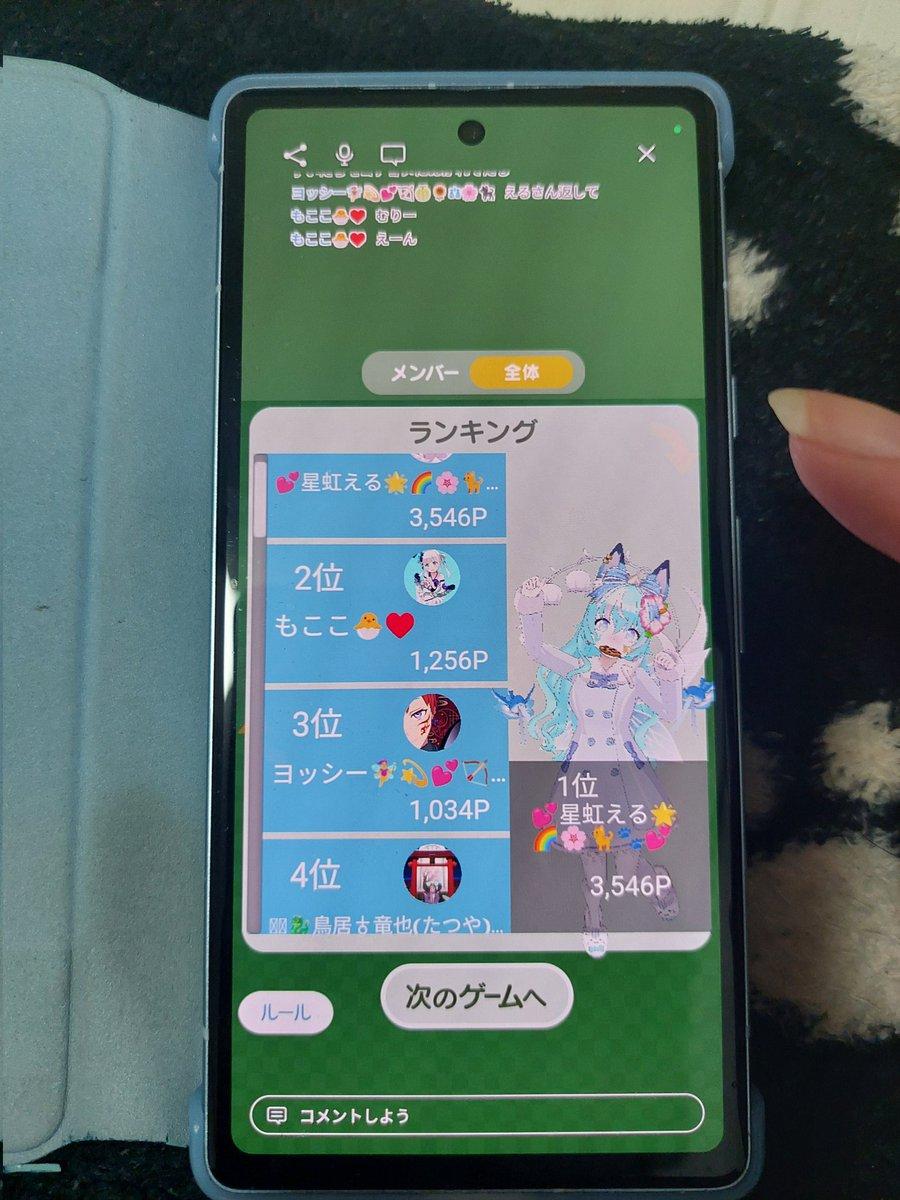 ヨッシー🧚💫💕🏹 えるさん返して
もここ🐣❤️ むりー
もここ🐣❤️ えーん
メンバー 全体
ランキング
💕星虹える🌟🌈🌸🐈...
3,546P
2位
もここ🐣❤️
1,256P
3位
ヨッシー🧚💫💕🏹...
1,034P
4位
鳥居⛩竜也(たつや)...
1位
💕星虹える🌟
🌈🌸🐈🐾💕
3,546P
次のゲームへ
ルール
コメントしよう